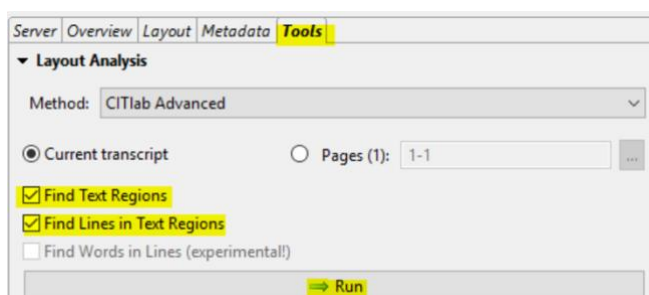 Server Overview Layout Metadata Tools
Layout Analysis
Method: CITlab Advanced
Current transcript Pages (1): 1-1 ...
Find Text Regions
Find Lines in Text Regions
Find Words in Lines (experimental!)
Run